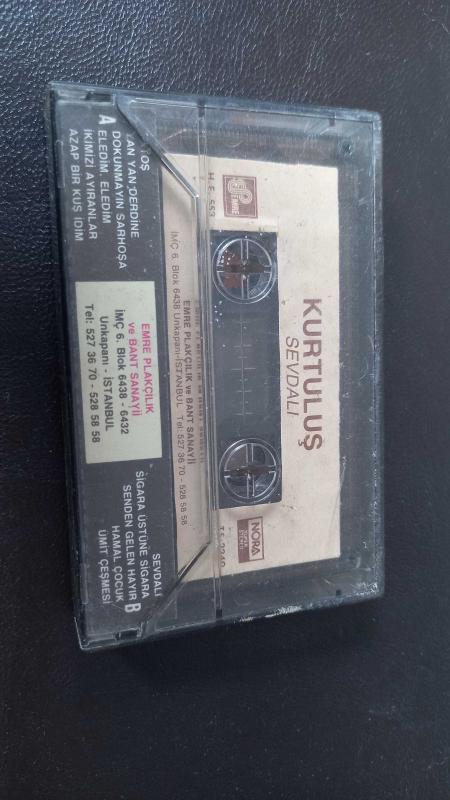 KURTULUŞ
SEVDALI
EMRE
NORA
EMRE PLAKÇILIK ve BANT SANAYİİ
İMÇ 6. Blok 6438 Unkapanı-İSTANBUL Tel: 527 36 70 - 528 58 58
A
YAN DERDİNE
DOKUNMAYIN SARHOŞA
ELEDİM, ELEDİM
İKİMİZİ AYIRANLAR
AZAP BİR KUŞ İDİM
EMRE PLAKÇILIK
ve BANT SANAYİİ
İMÇ 6. Blok 6438 - 6432
Unkapanı - İSTANBUL
Tel: 527 36 70 - 528 58 58
SEVDALI
SİGARA ÜSTÜNE SİGARA
SENDEN GELEN HAYIR
B
HAMAL ÇOCUK
ÜMİT ÇEŞMESİ